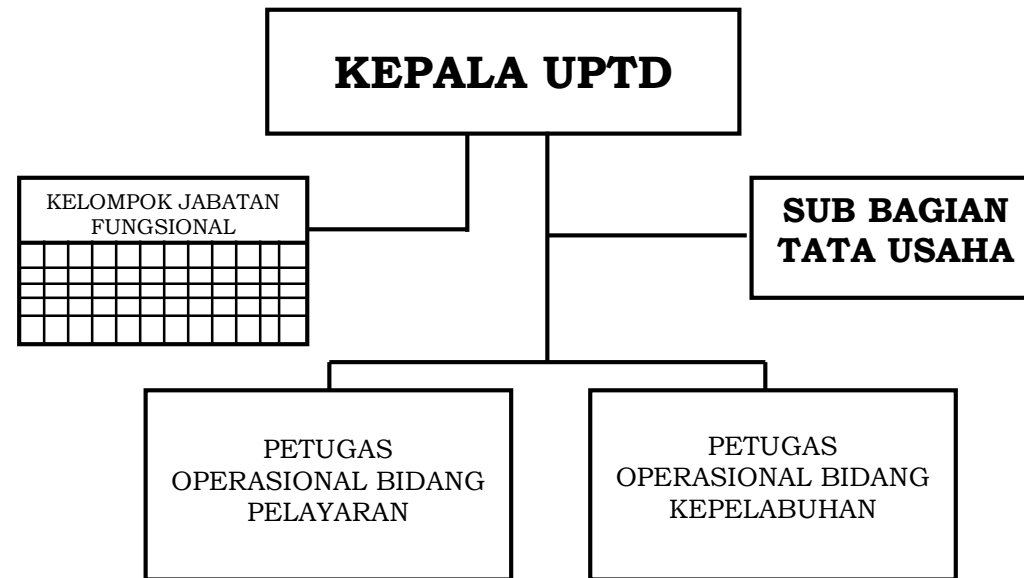 KEPALA UPTD
KELOMPOK JABATAN
FUNGSIONAL
SUB BAGIAN
TATA USAHA
PETUGAS
OPERASIONAL BIDANG
PELAYARAN
PETUGAS
OPERASIONAL BIDANG
KEPELABUHAN